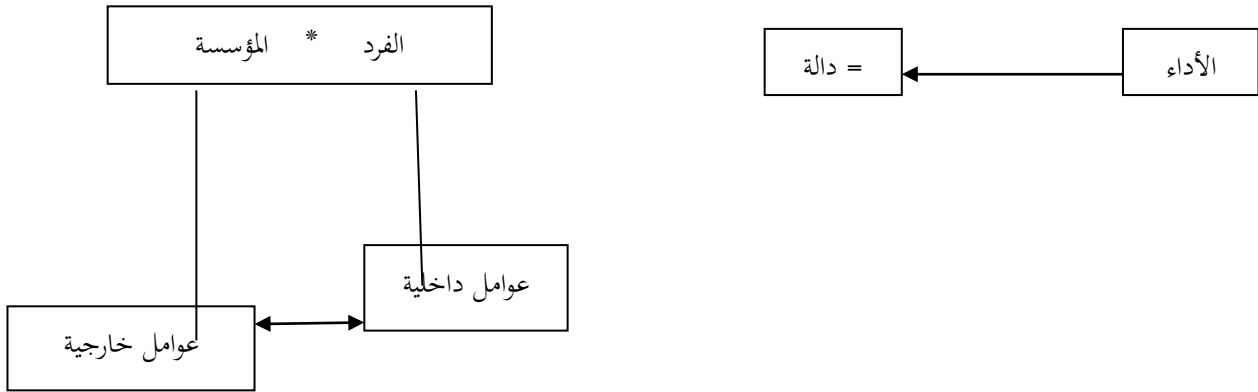 الأداء
= دالة
الفرد * المؤسسة
عوامل داخلية
عوامل خارجية